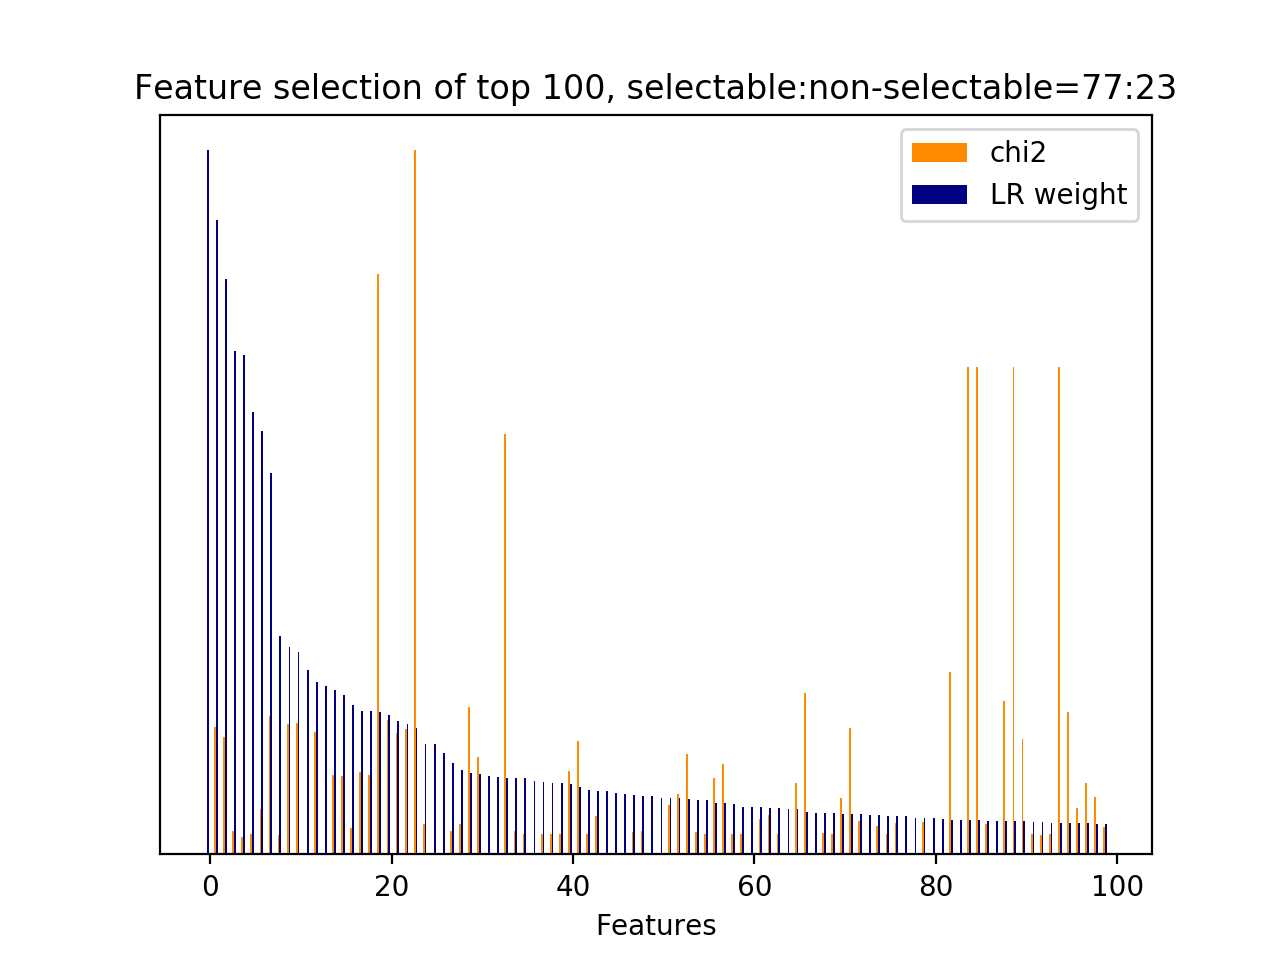 Feature selection of top 100, selectable:non-selectable=77:23
chi2
LR weight
0 20 40 60 80 100
Features